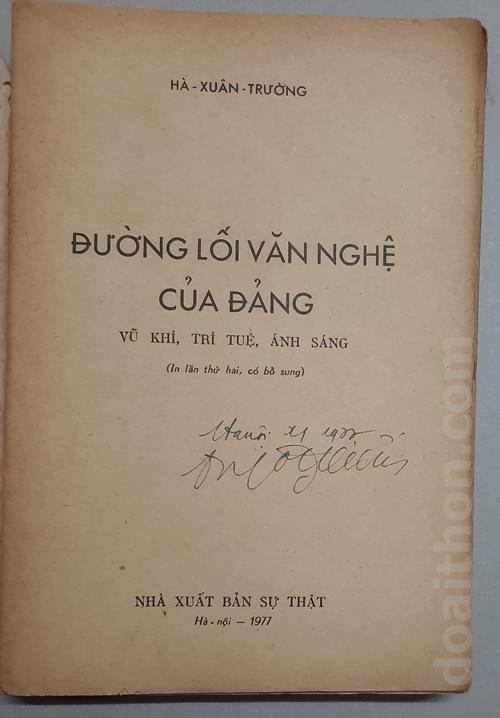 HÀ - XUÂN - TRƯỜNG
ĐƯỜNG LỐI VĂN NGHỆ
CỦA ĐẢNG
VŨ KHÍ, TRÍ TUỆ, ÁNH SÁNG
(In lần thứ hai, có bổ sung)
Hanội
NHÀ XUẤT BẢN SỰ THẬT
Hà - nội — 1977
doaithon.com